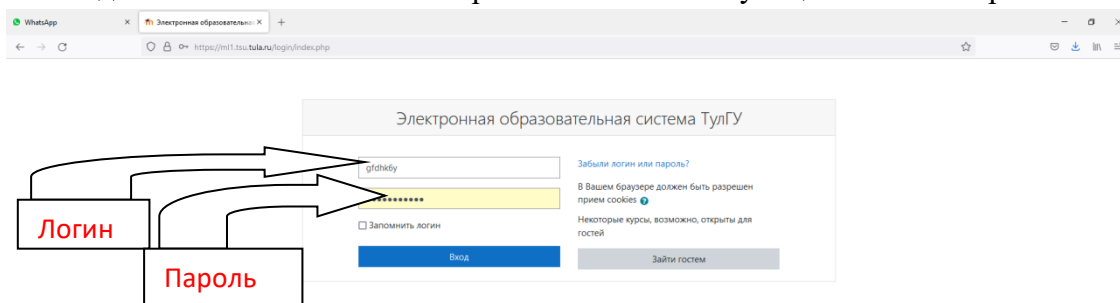 WhatsApp
Электронная образовательная
https://ml1.tsu.tula.ru/login/index.php
Электронная образовательная система ТулГУ
gfdhk6y
Забыли логин или пароль?
В Вашем браузере должен быть разрешен
прием cookies
Запомнить логин
Некоторые курсы, возможно, открыты для
гостей
Вход
Зайти гостем
Логин
Пароль